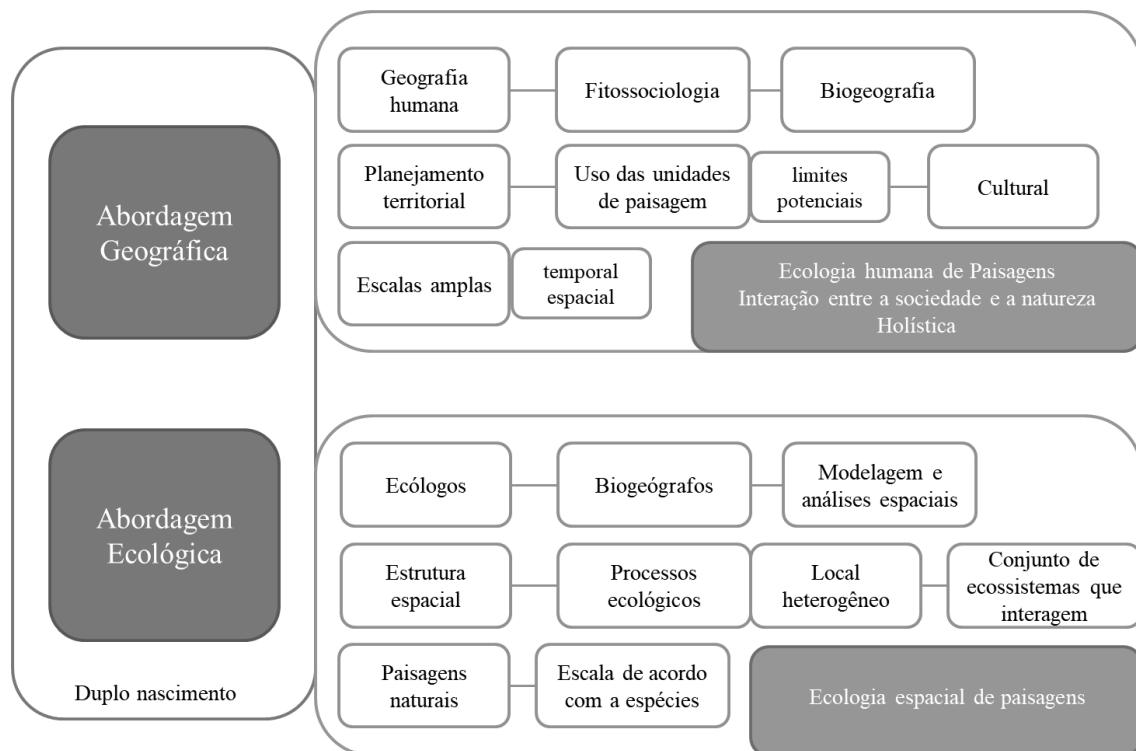 Geografia
humana
Fitossociologia
Biogeografia
Planejamento
territorial
Uso das unidades
de paisagem
limites
potenciais
Cultural
Abordagem
Geográfica
Escalas amplas
temporal
espacial
Ecologia humana de Paisagens
Interação entre a sociedade e a natureza
Holística
Ecólogos
Biogeógrafos
Modelagem e
análises espaciais
Abordagem
Ecológica
Estrutura
espacial
Processos
ecológicos
Local
heterogêneo
Conjunto de
ecossistemas que
interagem
Paisagens
naturais
Escala de acordo
com a espécies
Ecologia espacial de paisagens
Duplo nascimento